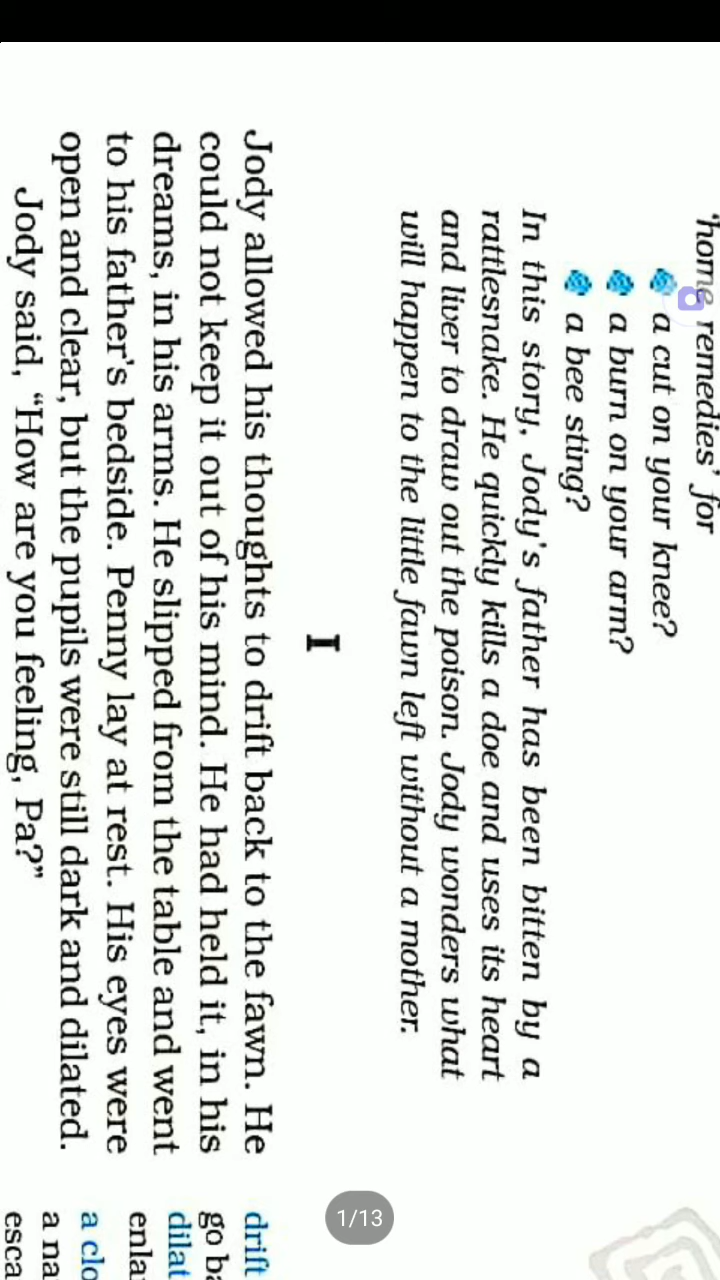 'home remedies' for
a cut on your knee?
a burn on your arm?
a bee sting?
In this story, Jody's father has been bitten by a
rattlesnake. He quickly kills a doe and uses its heart
and liver to draw out the poison. Jody wonders what
will happen to the little fawn left without a mother.
I
Jody allowed his thoughts to drift back to the fawn. He
could not keep it out of his mind. He had held it, in his
dreams, in his arms. He slipped from the table and went
to his father's bedside. Penny lay at rest. His eyes were
open and clear, but the pupils were still dark and dilated.
Jody said, “How are you feeling, Pa?”
drift
go
1/13